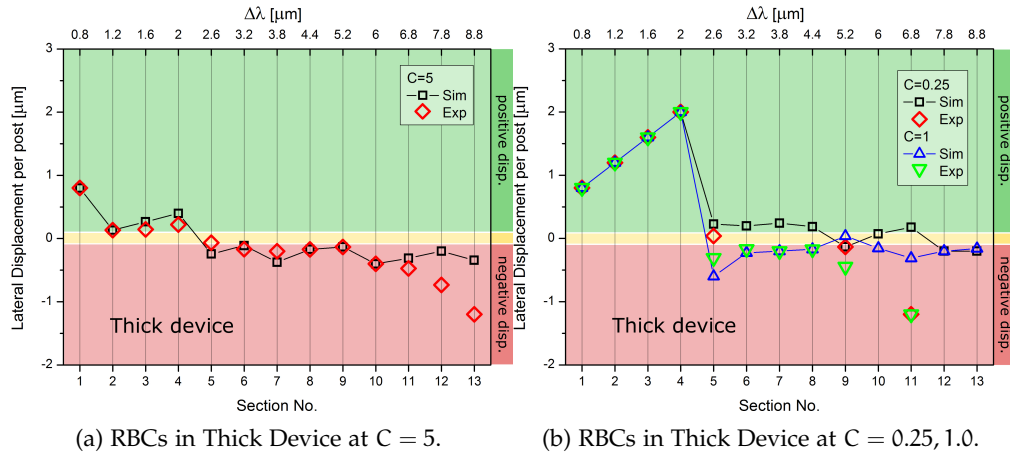 Δλ [μm]
0.8 1.2 1.6 2 2.6 3.2 3.8 4.4 5.2 6 6.8 7.8 8.8
3
2
1
0
-1
-2
Lateral Displacement per post [μm]
C=5
Sim
Exp
positive disp.
negative disp.
Thick device
1 2 3 4 5 6 7 8 9 10 11 12 13
Section No.
(a) RBCs in Thick Device at C = 5.
Δλ [μm]
0.8 1.2 1.6 2 2.6 3.2 3.8 4.4 5.2 6 6.8 7.8 8.8
3
2
1
0
-1
-2
Lateral Displacement per post [μm]
C=0.25
Sim
Exp
C=1
Sim
Exp
positive disp.
negative disp.
Thick device
1 2 3 4 5 6 7 8 9 10 11 12 13
Section No.
(b) RBCs in Thick Device at C = 0.25, 1.0.